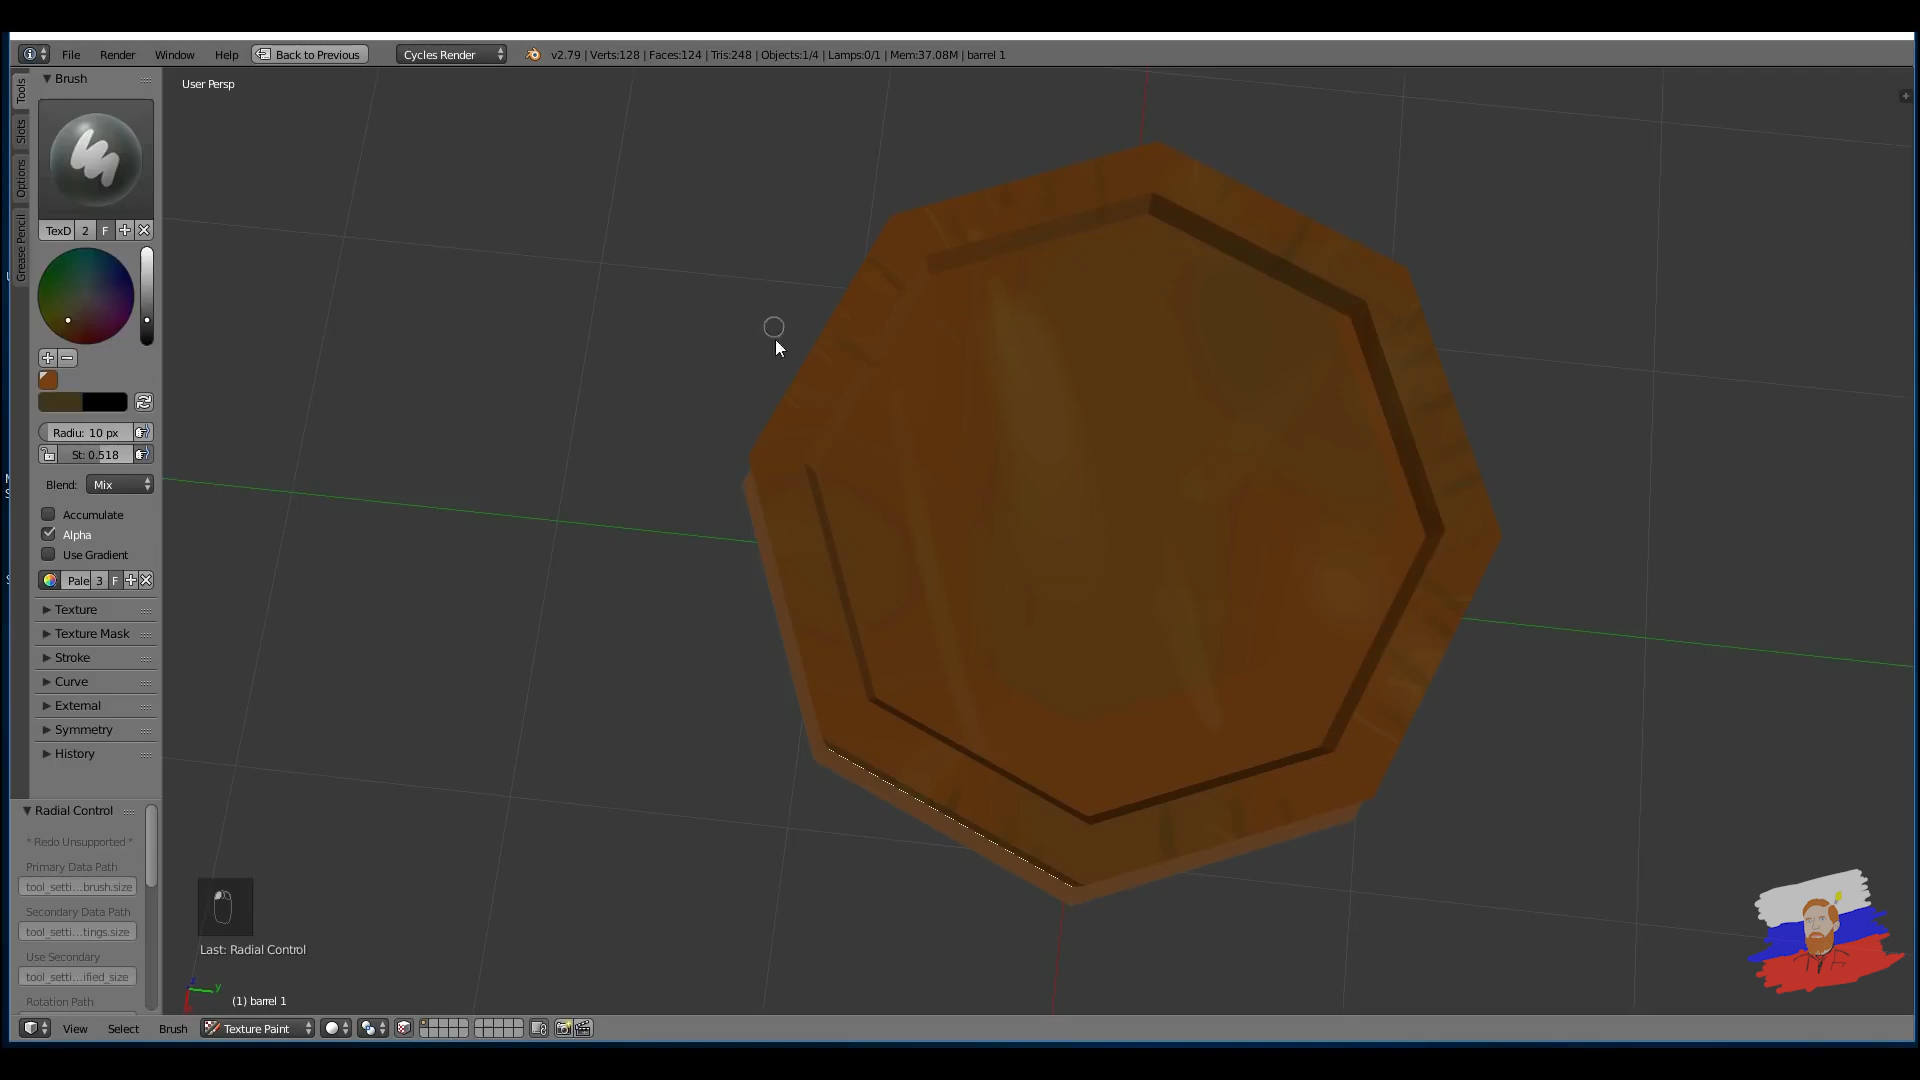 File Render Window Help Back to Previous Cycles Render v2.79 | Verts:128 | Faces:124 | Tris:248 | Objects:1/4 | Lamps:0/1 | Mem:37.08M | barrel 1
Tools
Slots
Options
Grease Pencil
Brush
User Persp
TexD 2 F
Radiu: 10 px
St: 0.518
Blend: Mix
Accumulate
Alpha
Use Gradient
Pale 3 F
Texture
Texture Mask
Stroke
Curve
External
Symmetry
History
Radial Control
* Redo Unsupported *
Primary Data Path
tool_setti...brush.size
Secondary Data Path
tool_setti...tings.size
Use Secondary
tool_setti...ified_size
Rotation Path
Last: Radial Control
y
(1) barrel 1
View Select Brush Texture Paint